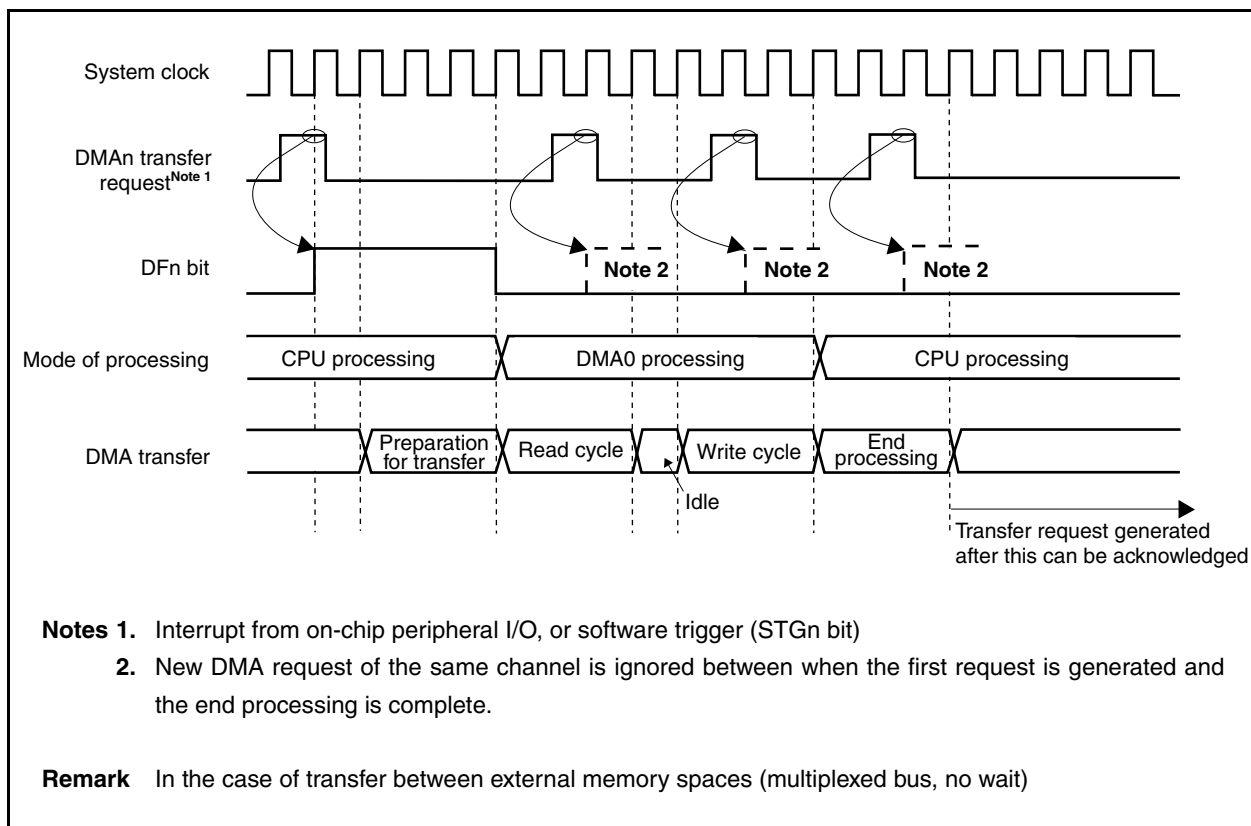 System clock
DMAn transfer
request Note 1
DFn bit
Note 2
Note 2
Note 2
Mode of processing
CPU processing
DMA0 processing
CPU processing
DMA transfer
Preparation
for transfer
Read cycle
Idle
Write cycle
End
processing
Transfer request generated
after this can be acknowledged
Notes 1. Interrupt from on-chip peripheral I/O, or software trigger (STGn bit)
2. New DMA request of the same channel is ignored between when the first request is generated and
the end processing is complete.
Remark In the case of transfer between external memory spaces (multiplexed bus, no wait)